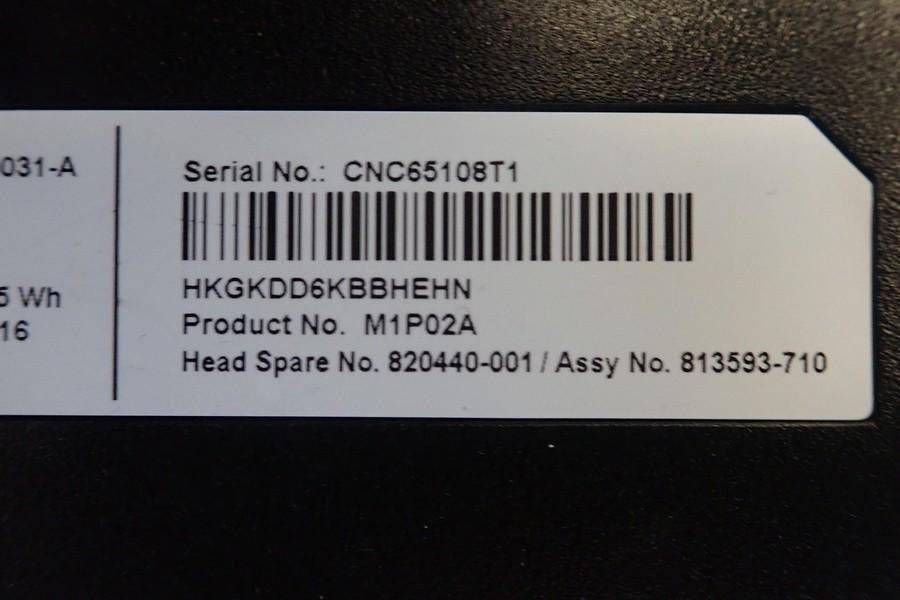 031-A
5 Wh
16
Serial No.: CNC65108T1
HKGKDD6KBBHEHN
Product No. M1P02A
Head Spare No. 820440-001 / Assy No. 813593-710